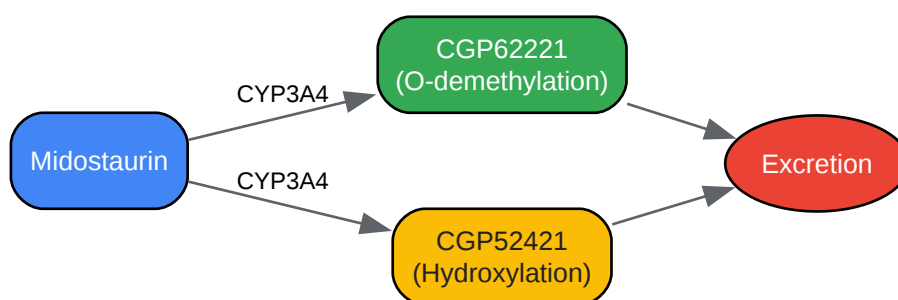 CGP62221
(O-demethylation)
CYP3A4
Midostaurin
Excretion
CYP3A4
CGP52421
(Hydroxylation)